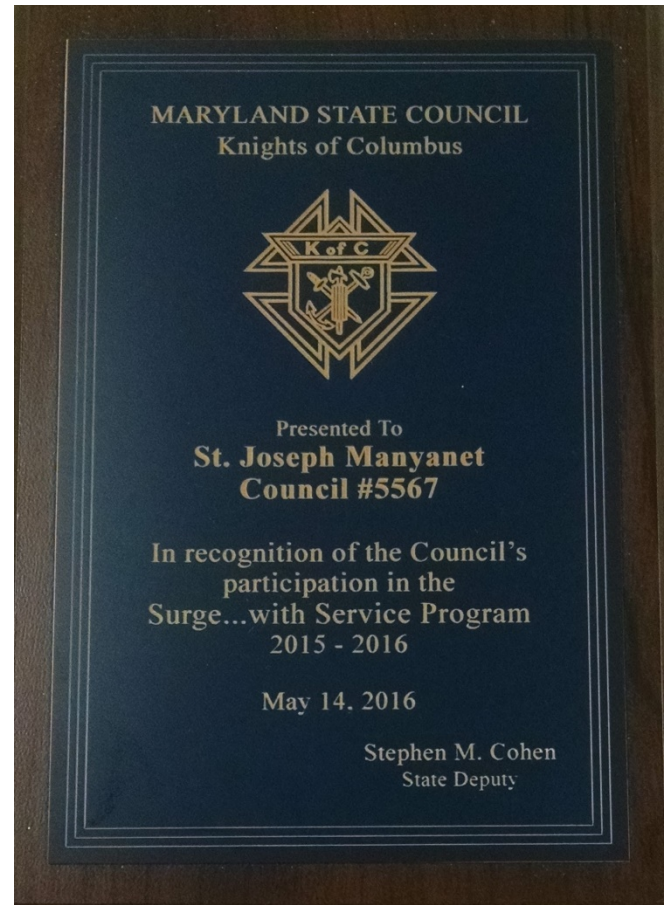 MARYLAND STATE COUNCIL
Knights of Columbus
K of C
Presented To
St. Joseph Manyanet
Council #5567
In recognition of the Council's
participation in the
Surge...with Service Program
2015 - 2016
May 14, 2016
Stephen M. Cohen
State Deputy